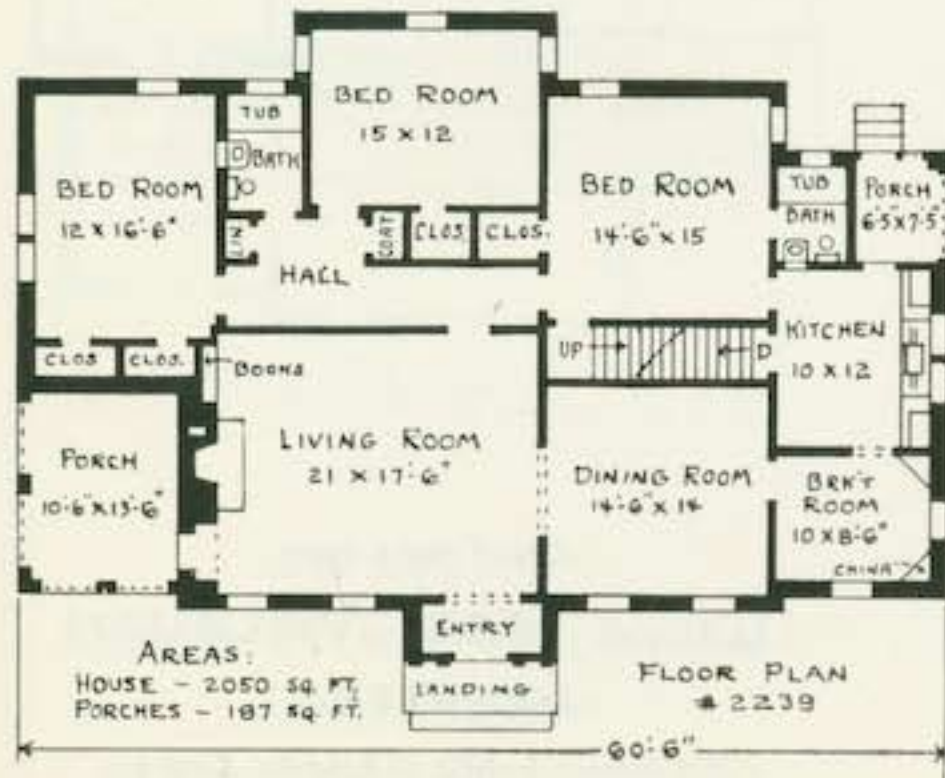 BED ROOM
15 X 12
TUB
BATH
BED ROOM
12 X 16'-6"
BED ROOM
14'-6" X 15
TUB
BATH
PORCH
6'-5" X 7'-5"
LIN
COAT
CLOS.
CLOS.
HALL
UP
D
KITCHEN
10 X 12
CLOS
CLOS.
BOOKS
LIVING ROOM
21 X 17'-6"
PORCH
10'-6" X 13'-6"
DINING ROOM
14'-6" X 14
BRK'T
ROOM
10 X 8'-6"
CHINA
ENTRY
LANDING
AREAS:
HOUSE - 2050 SQ. FT.
PORCHES - 187 SQ. FT.
FLOOR PLAN
# 2239
60'-6"